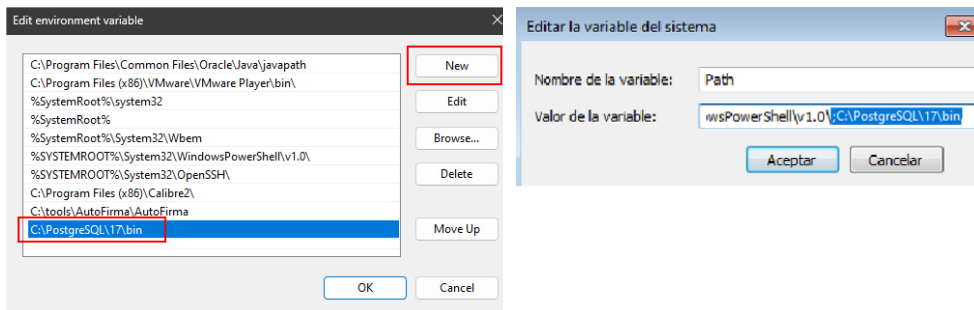 Edit environment variable
C:\Program Files\Common Files\Oracle\Java\javapath
C:\Program Files (x86)\VMware\VMware Player\bin\
%SystemRoot%\system32
%SystemRoot%
%SystemRoot%\System32\Wbem
%SYSTEMROOT%\System32\WindowsPowerShell\v1.0\
%SYSTEMROOT%\System32\OpenSSH\
C:\Program Files (x86)\Calibre2\
C:\tools\AutoFirma\AutoFirma
C:\PostgreSQL\17\bin
New
Edit
Browse...
Delete
Move Up
OK
Cancel
Editar la variable del sistema
Nombre de la variable: Path
Valor de la variable: wsPowerShell\v1.0\;C:\PostgreSQL\17\bin
Aceptar
Cancelar